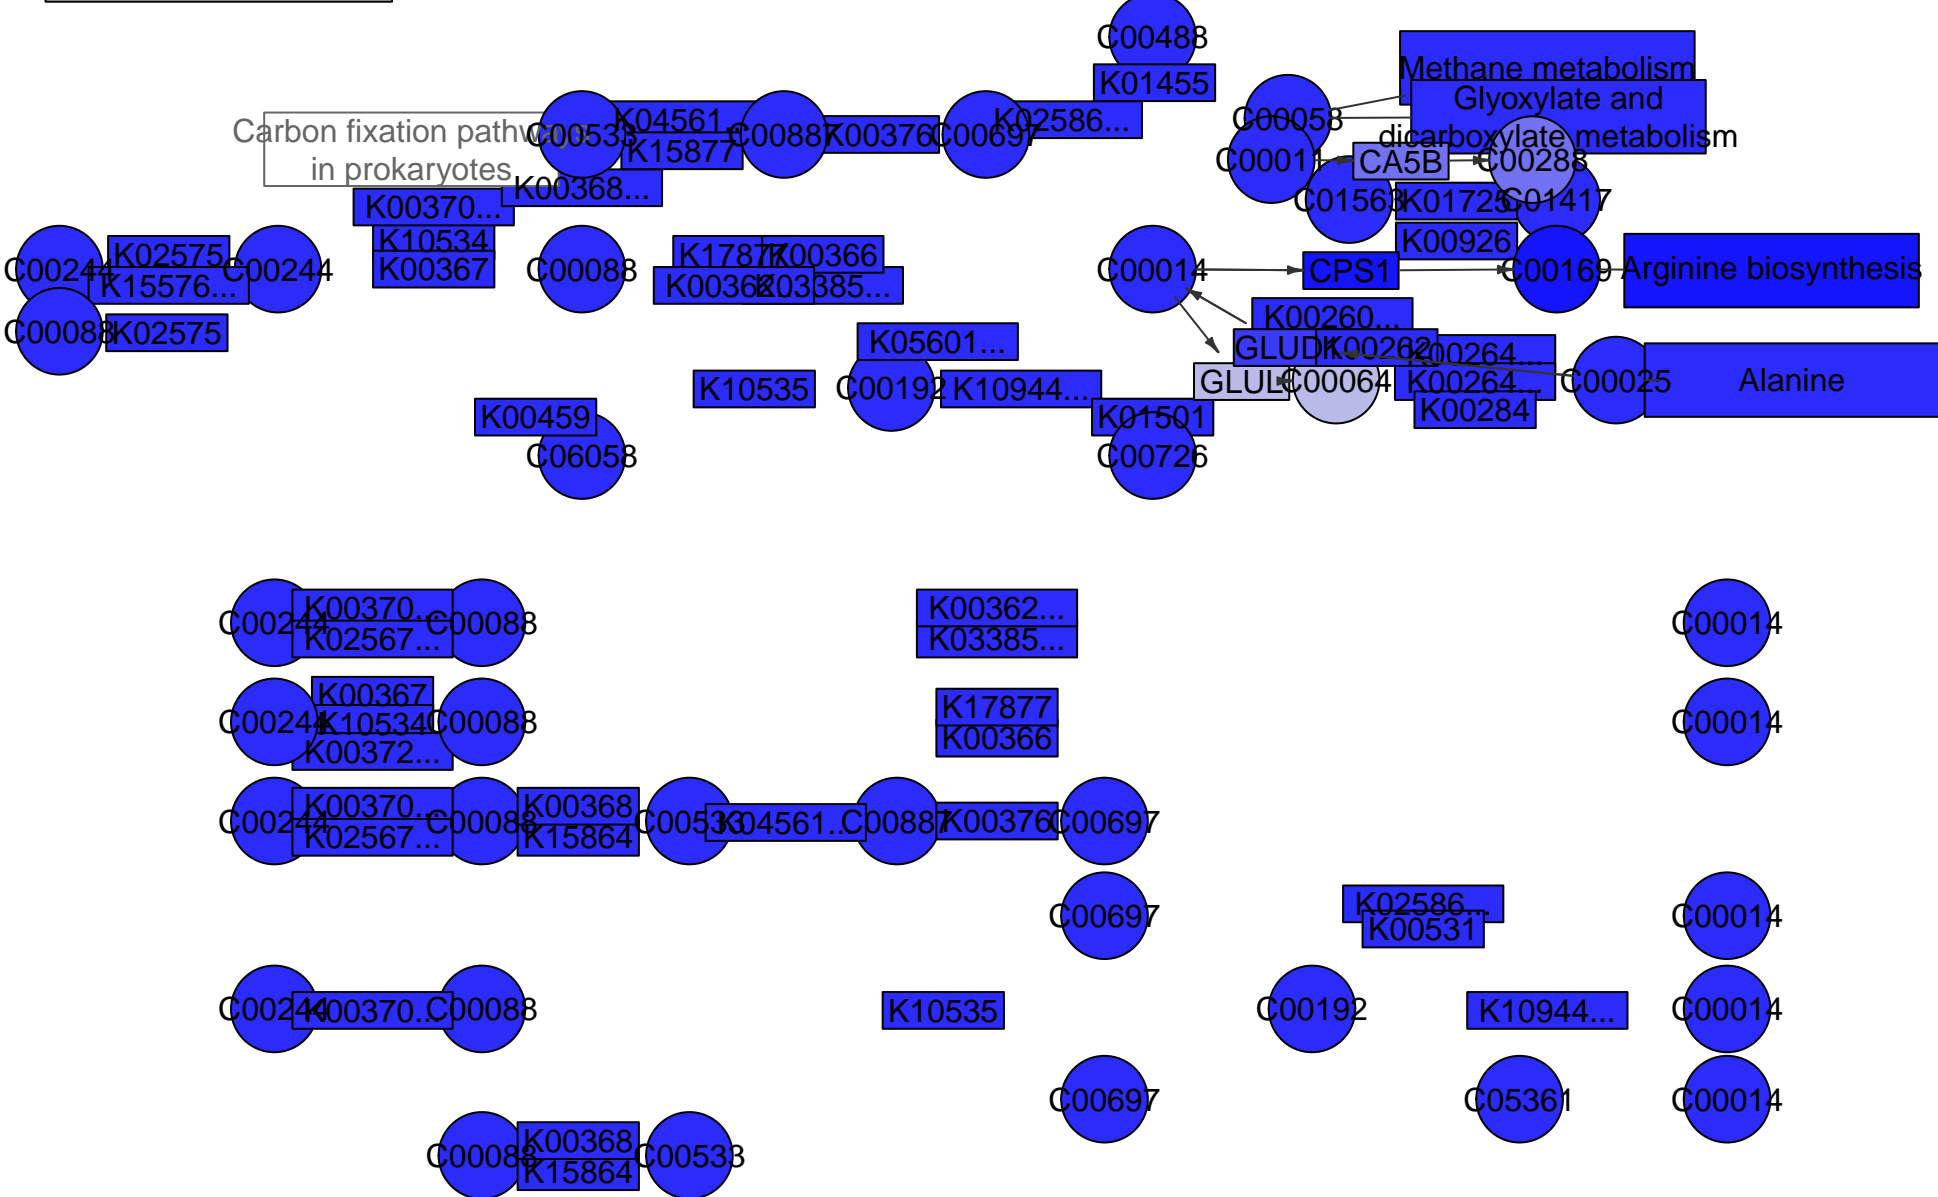 C00488
K01455
Methane metabolism
Glyoxylate and
dicarboxylate metabolism
Carbon fixation pathways
in prokaryotes
C00533
K04561...
K15877
C00887
K00376
C00697
K02586...
C00058
C00011
CA5B
C00288
K00368...
K00370...
C01563
K01725
C01417
K10534
K00367
K00926
C00244
K02575
K15576...
C00244
C00088
K17877
K00366
K00362...
K03385...
C00014
CPS1
C00169
Arginine biosynthesis
C00088
K02575
K00260...
K05601...
GLUD1
K00262
K00264...
K10535
C00192
K10944...
GLUL
C00064
K00264...
C00025
Alanine
K00459
K01501
K00284
C06058
C00726
C00244
K00370...
K02567...
C00088
K00362...
K03385...
C00014
C00244
K00367
K10534
K00372...
C00088
K17877
K00366
C00014
C00244
K00370...
K02567...
C00088
K00368
K15864
C00533
K04561...
C00887
K00376
C00697
C00697
K02586...
K00531
C00014
C00244
K00370...
C00088
K10535
C00192
K10944...
C00014
C00697
C05361
C00014
C00088
K00368
K15864
C00533